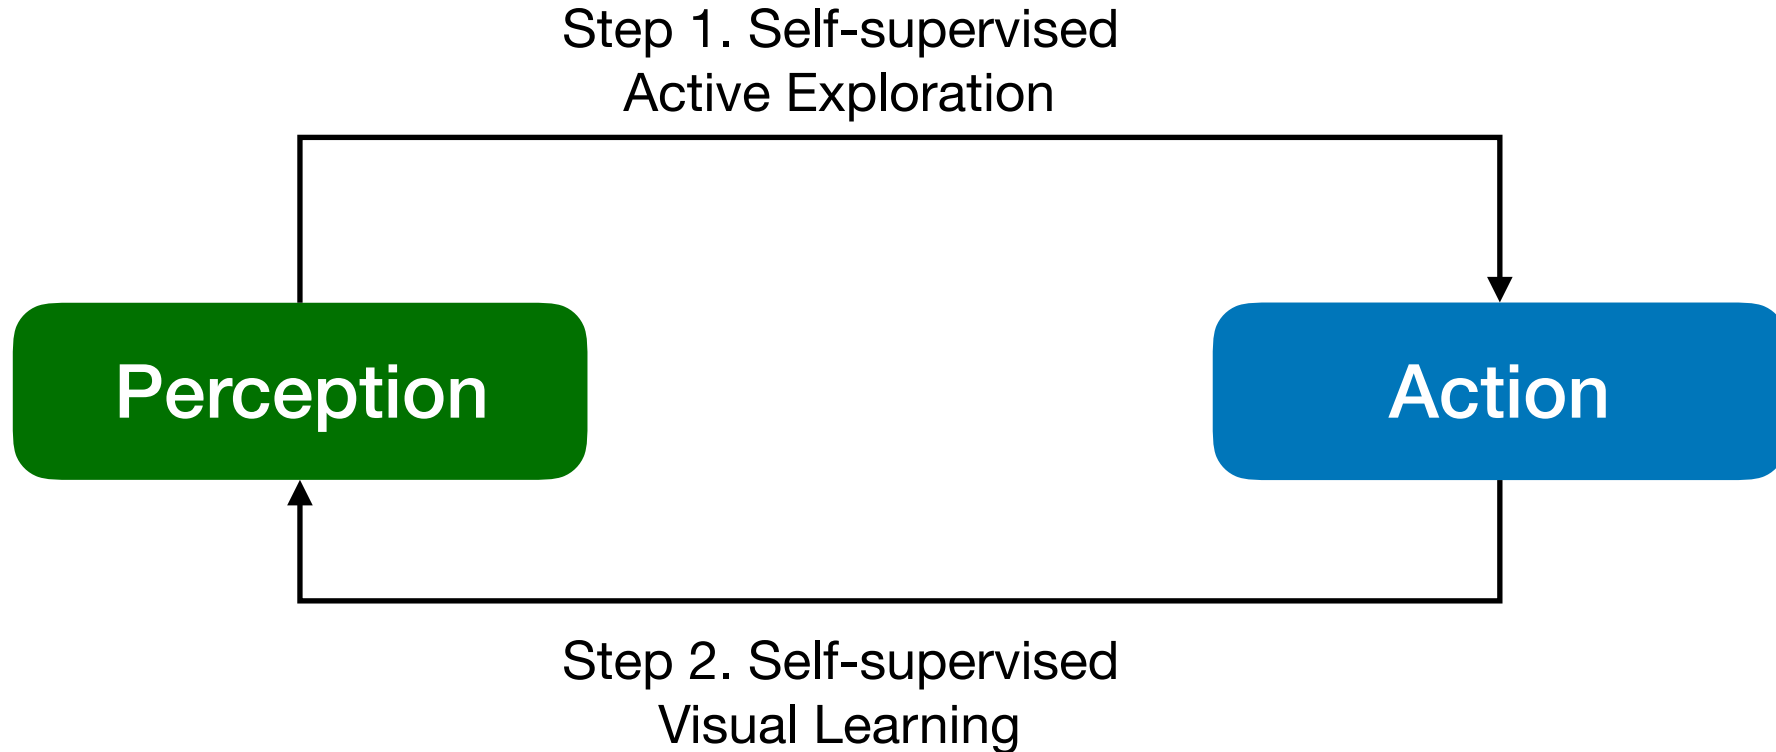 Step 1. Self-supervised
Active Exploration
Perception
Action
Step 2. Self-supervised
Visual Learning